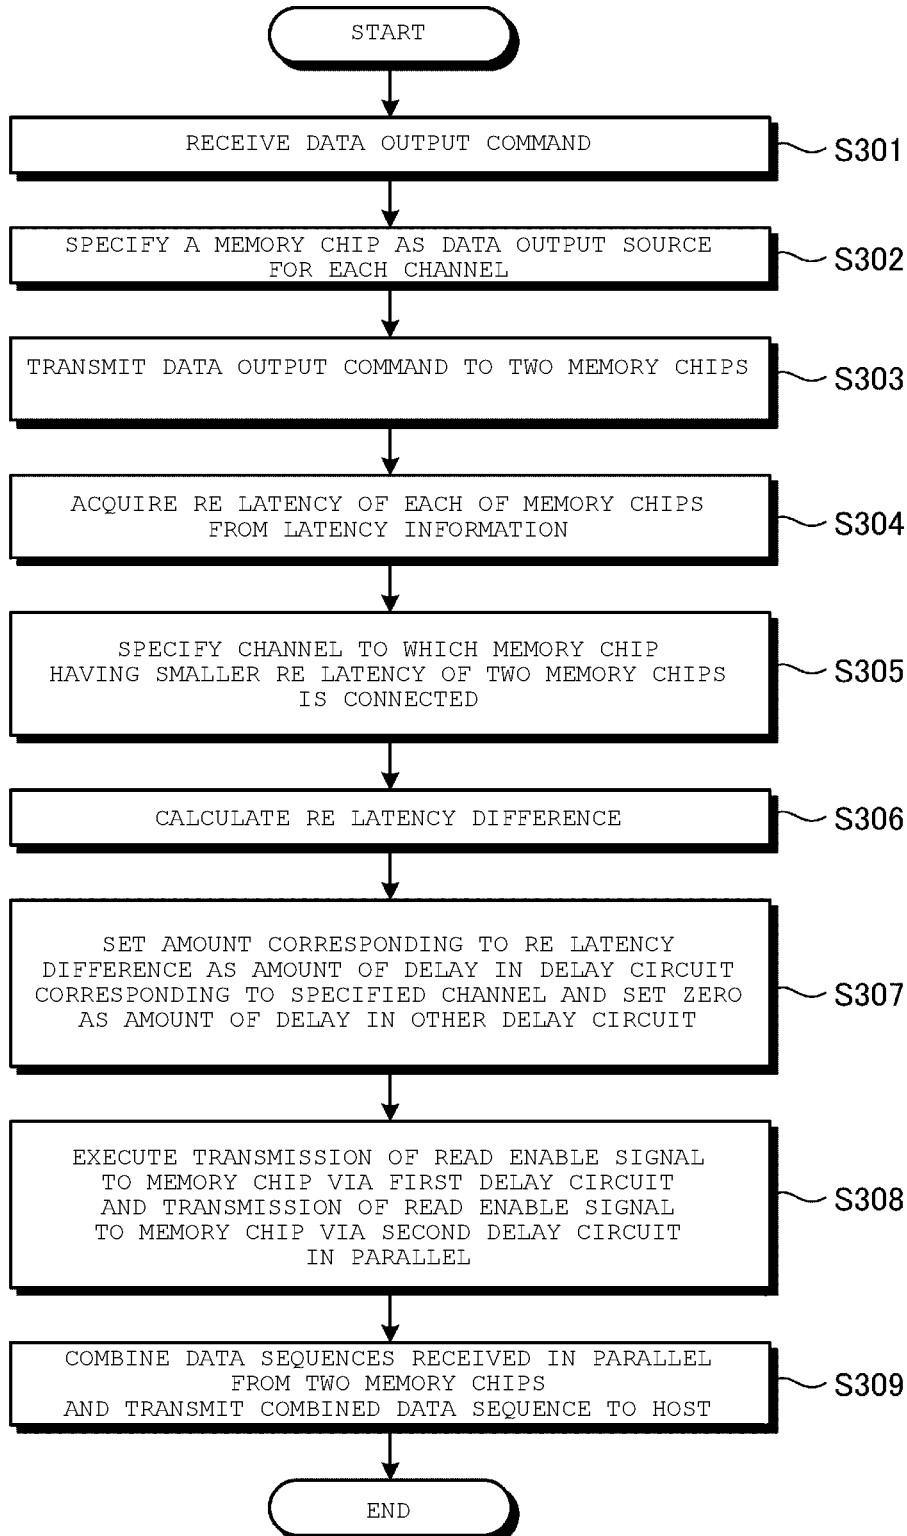 START
RECEIVE DATA OUTPUT COMMAND
S301
SPECIFY A MEMORY CHIP AS DATA OUTPUT SOURCE
FOR EACH CHANNEL
S302
TRANSMIT DATA OUTPUT COMMAND TO TWO MEMORY CHIPS
S303
ACQUIRE RE LATENCY OF EACH OF MEMORY CHIPS
FROM LATENCY INFORMATION
S304
SPECIFY CHANNEL TO WHICH MEMORY CHIP
HAVING SMALLER RE LATENCY OF TWO MEMORY CHIPS
IS CONNECTED
S305
CALCULATE RE LATENCY DIFFERENCE
S306
SET AMOUNT CORRESPONDING TO RE LATENCY
DIFFERENCE AS AMOUNT OF DELAY IN DELAY CIRCUIT
CORRESPONDING TO SPECIFIED CHANNEL AND SET ZERO
AS AMOUNT OF DELAY IN OTHER DELAY CIRCUIT
S307
EXECUTE TRANSMISSION OF READ ENABLE SIGNAL
TO MEMORY CHIP VIA FIRST DELAY CIRCUIT
AND TRANSMISSION OF READ ENABLE SIGNAL
TO MEMORY CHIP VIA SECOND DELAY CIRCUIT
IN PARALLEL
S308
COMBINE DATA SEQUENCES RECEIVED IN PARALLEL
FROM TWO MEMORY CHIPS
AND TRANSMIT COMBINED DATA SEQUENCE TO HOST
S309
END